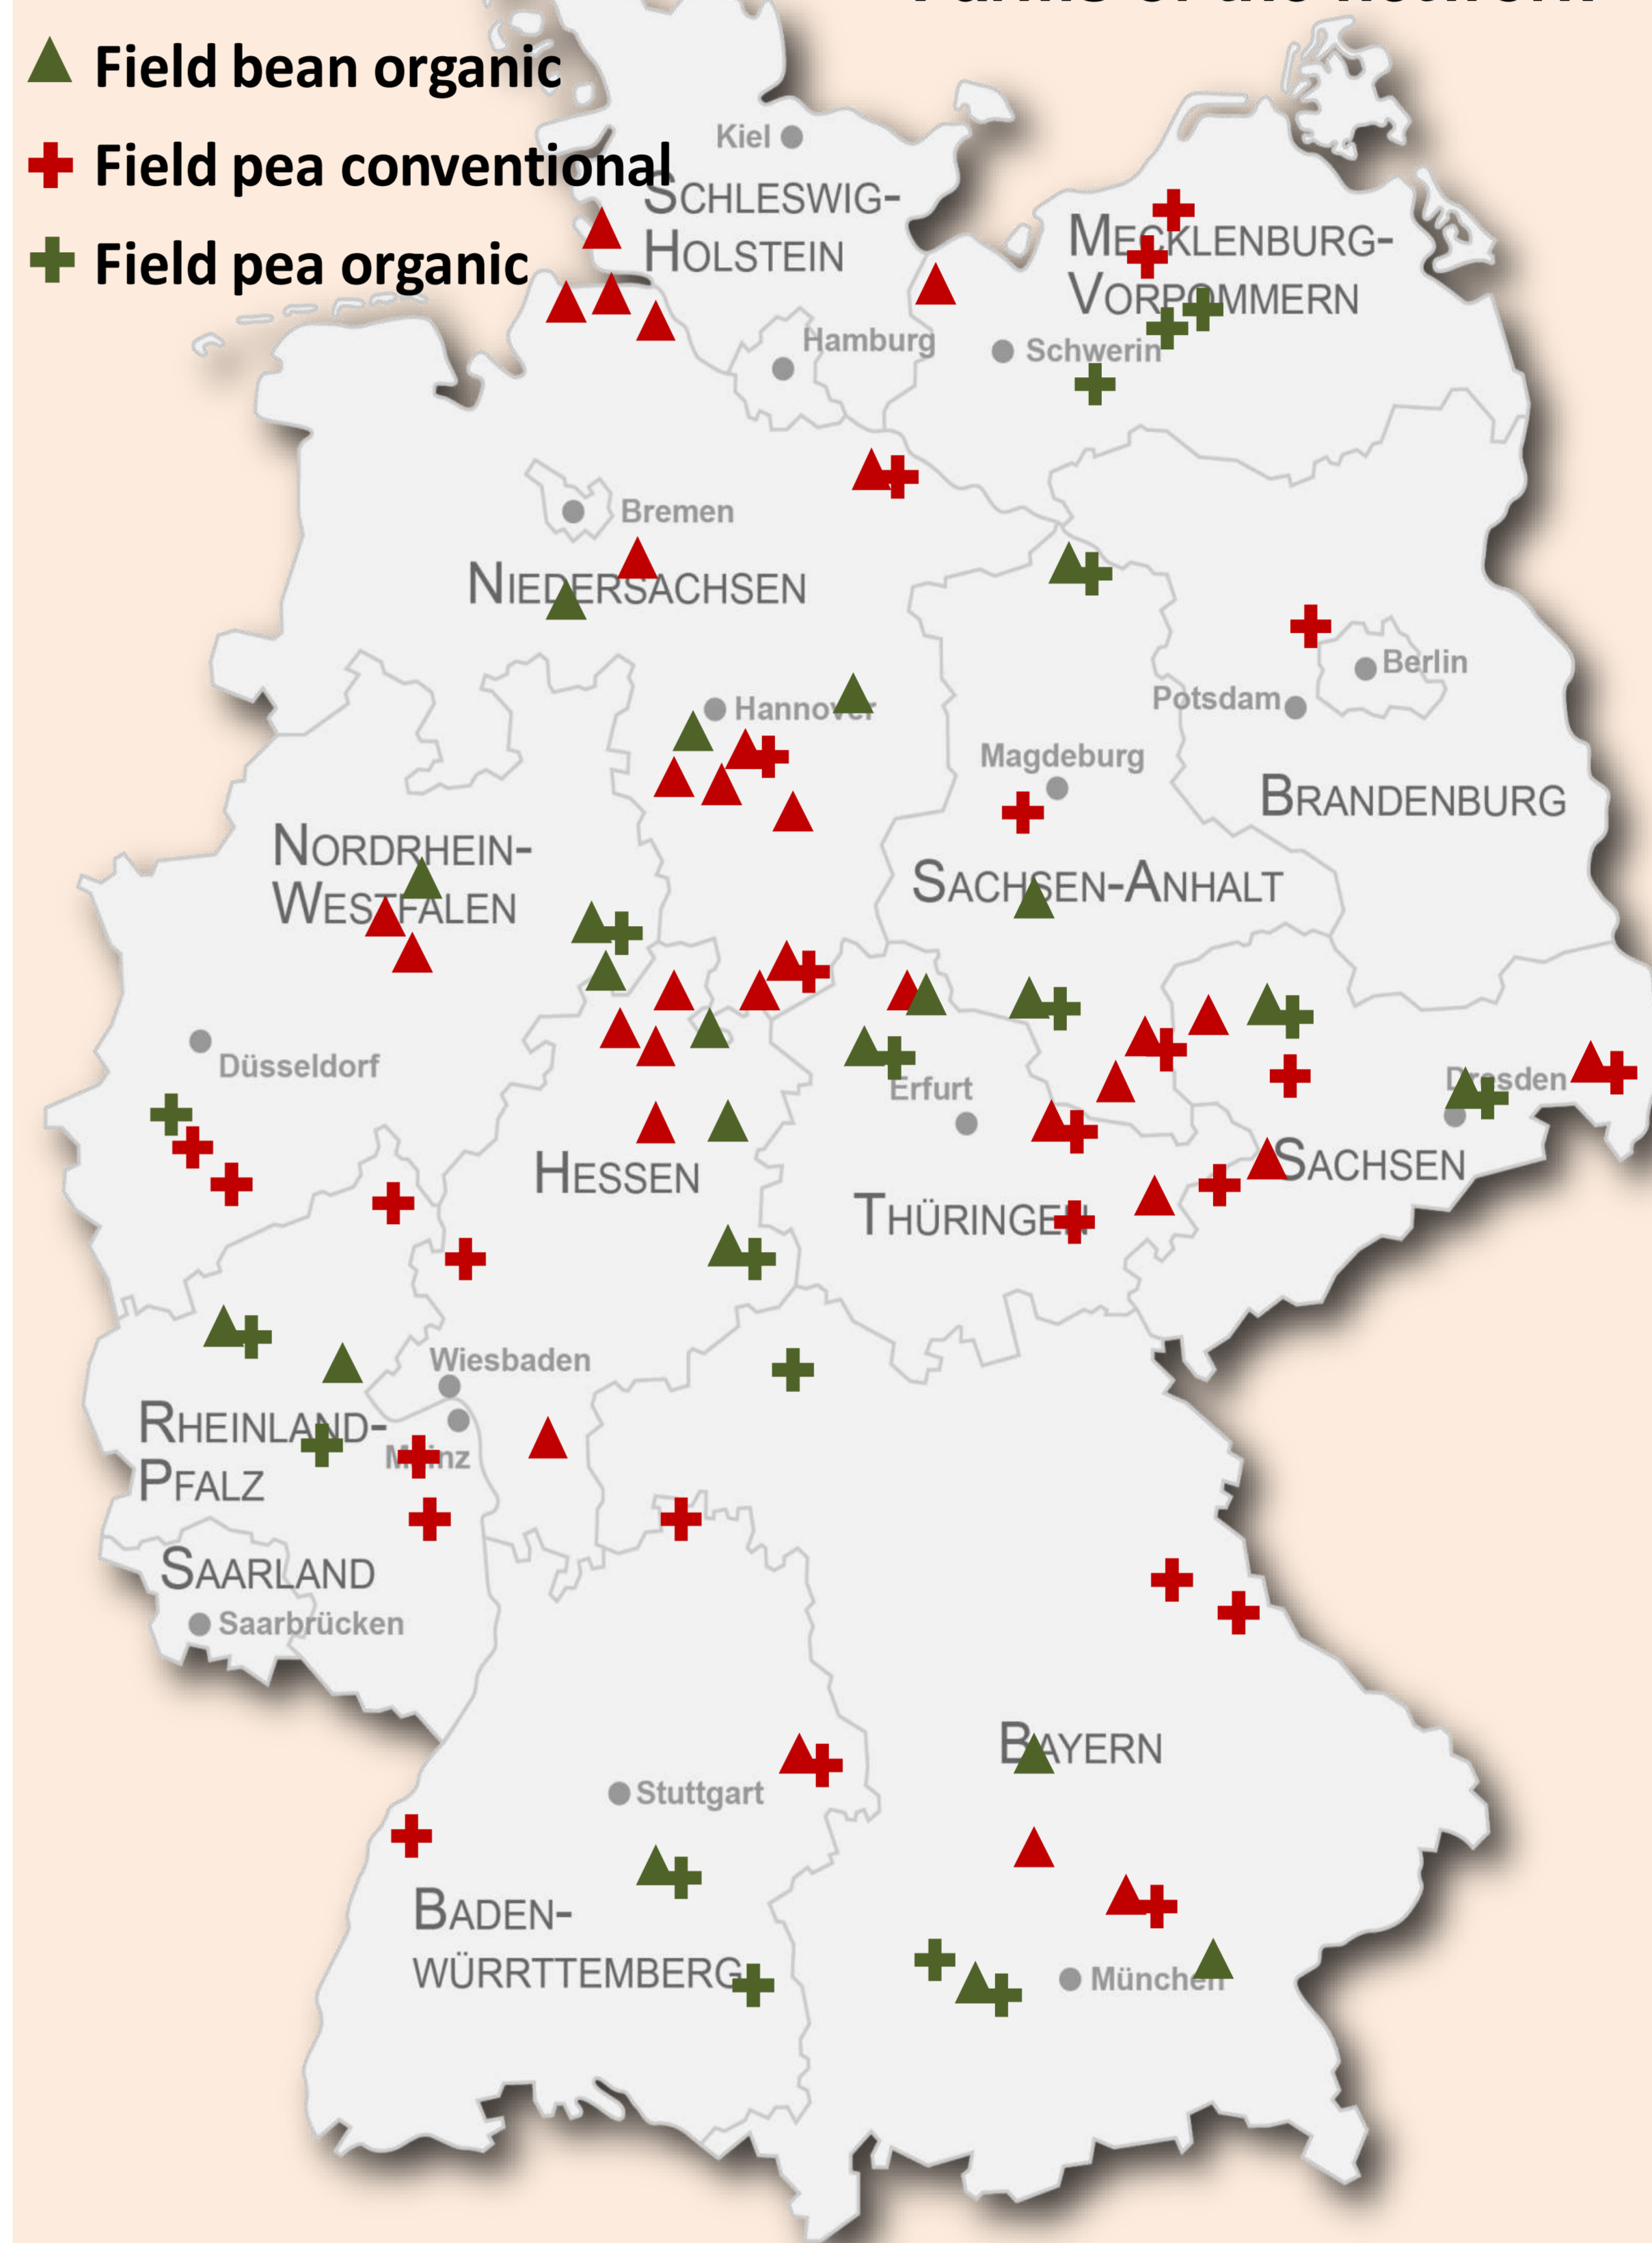 Field bean organic
Field pea conventional
Field pea organic
Kiel
SCHLESWIG-
HOLSTEIN
MECKLENBURG-
VORPOMMERN
Hamburg
Schwerin
Bremen
NIEDERSACHSEN
Berlin
Potsdam
Hannover
Magdeburg
BRANDENBURG
NORDRHEIN-
WESTFALEN
SACHSEN-ANHALT
Düsseldorf
Erfurt
Dresden
HESSEN
SACHSEN
THÜRINGEN
Wiesbaden
RHEINLAND-
PFALZ
Mainz
SAARLAND
Saarbrücken
BAYERN
Stuttgart
BADEN-
WÜRRTTEMBERG
München